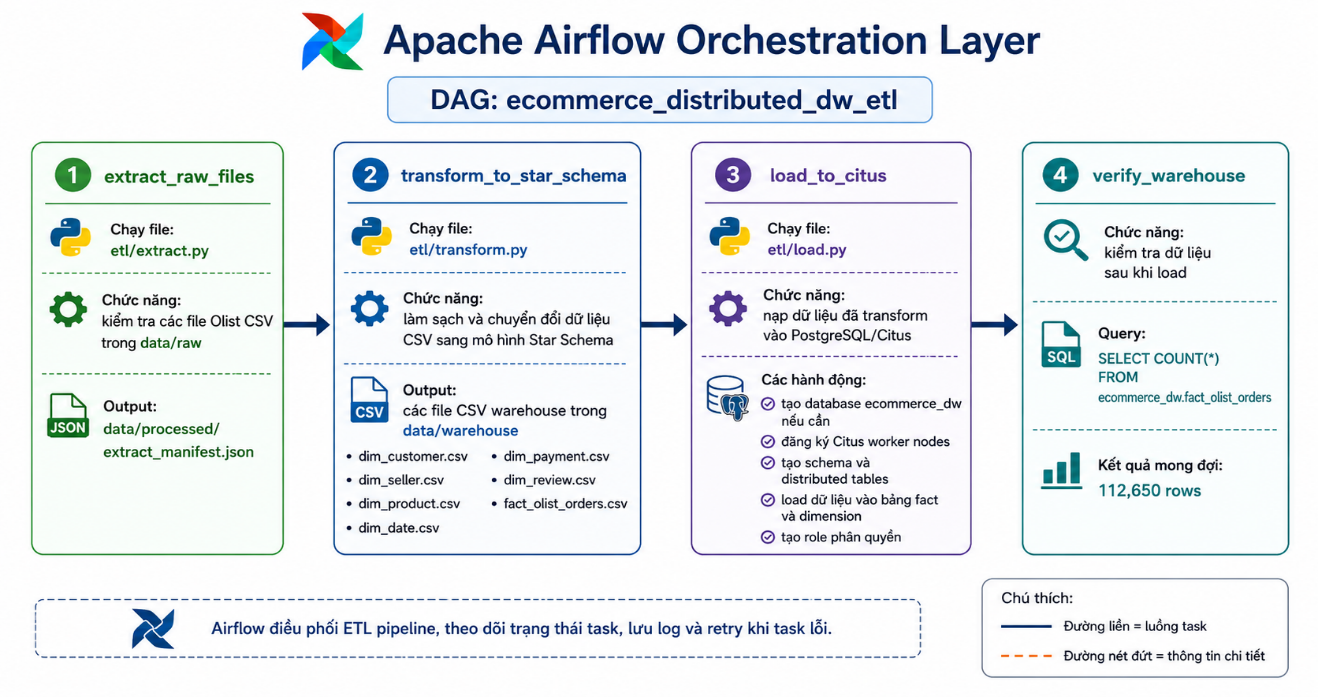 Apache Airflow Orchestration Layer
DAG: ecommerce_distributed_dw_etl
1 extract_raw_files
Chạy file:
etl/extract.py
Chức năng:
kiểm tra các file Olist CSV
trong data/raw
JSON
Output:
data/processed/
extract_manifest.json
2 transform_to_star_schema
Chạy file:
etl/transform.py
Chức năng:
làm sạch và chuyển đổi dữ liệu
CSV sang mô hình Star Schema
CSV
Output:
các file CSV warehouse trong
data/warehouse
• dim_customer.csv
• dim_seller.csv
• dim_product.csv
• dim_date.csv
• dim_payment.csv
• dim_review.csv
• fact_olist_orders.csv
3 load_to_citus
Chạy file:
etl/load.py
Chức năng:
nạp dữ liệu đã transform
vào PostgreSQL/Citus
Các hành động:
tạo database ecommerce_dw
nếu cần
đăng ký Citus worker nodes
tạo schema và
distributed tables
load dữ liệu vào bảng fact
và dimension
tạo role phân quyền
4 verify_warehouse
Chức năng:
kiểm tra dữ liệu
sau khi load
SQL
Query:
SELECT COUNT(*)
FROM
ecommerce_dw.fact_olist_orders
Kết quả mong đợi:
112,650 rows
Airflow điều phối ETL pipeline, theo dõi trạng thái task, lưu log và retry khi task lỗi.
Chú thích:
Đường liền = luồng task
Đường nét đứt = thông tin chi tiết